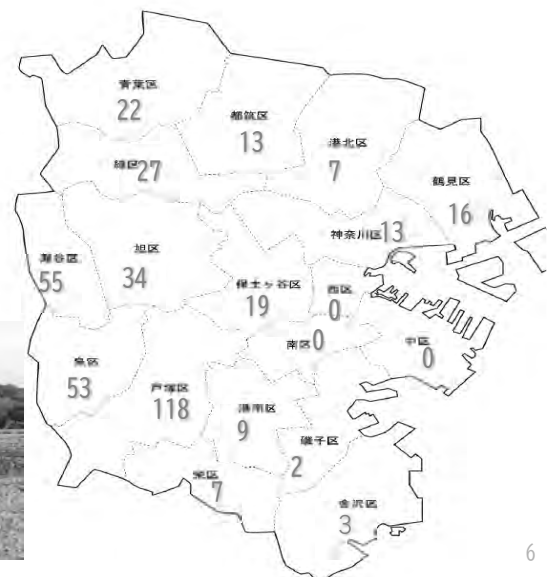 青葉区
22
都筑区
13
港北区
7
緑区27
鶴見区
16
神奈川区13
瀬谷区
55
旭区
34
保土ヶ谷区
19
西区
0
南区0
中区
0
泉区
53
戸塚区
118
港南区
9
磯子区
2
栄区
7
金沢区
3
6